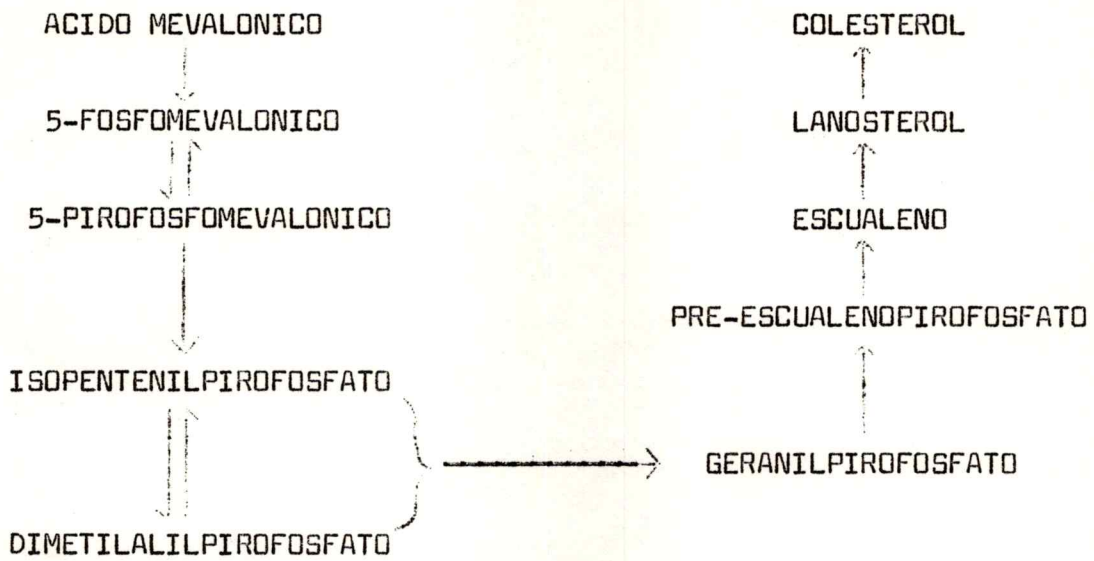 ACIDO MEVALONICO
5-FOSFOMEVALONICO
5-PIROFOSFOMEVALONICO
ISOPENTENILPIROFOSFATO
DIMETILALILPIROFOSFATO
COLESTEROL
LANOSTEROL
ESCUALENO
PRE-ESCUALENOPIROFOSFATO
GERANILPIROFOSFATO